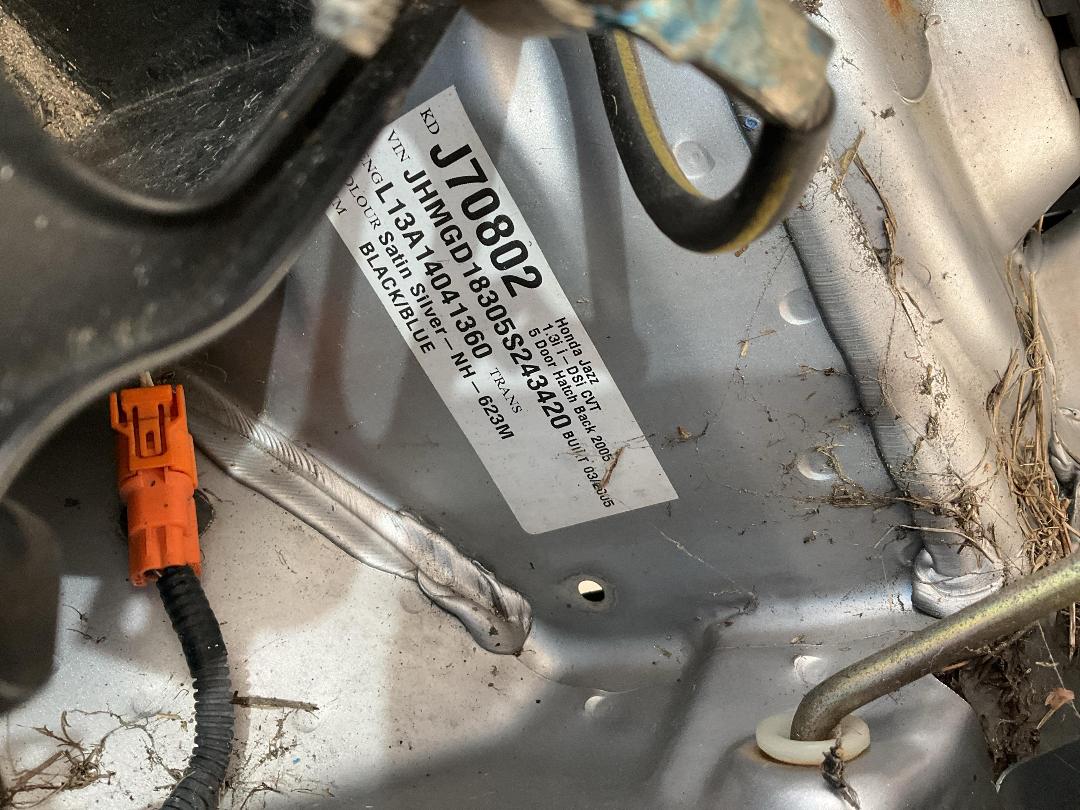 KD J70802
Honda Jazz
1.3i i-DSi CVT
5 Door Hatch Back 2005
VIN JHMGD18305S243420 BUILT 03/2005
ENG L13A14041360 TRANS
COLOUR Satin Silver – NH – 623M
BLACK/BLUE